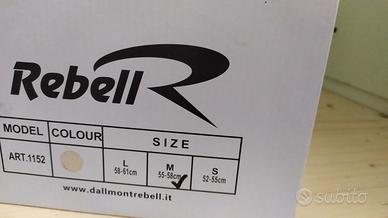 Rebell
MODEL COLOUR SIZE
ART.1152 L M S
58-61cm 55-58cm 52-55cm
www.dallmontrebell.it
subito